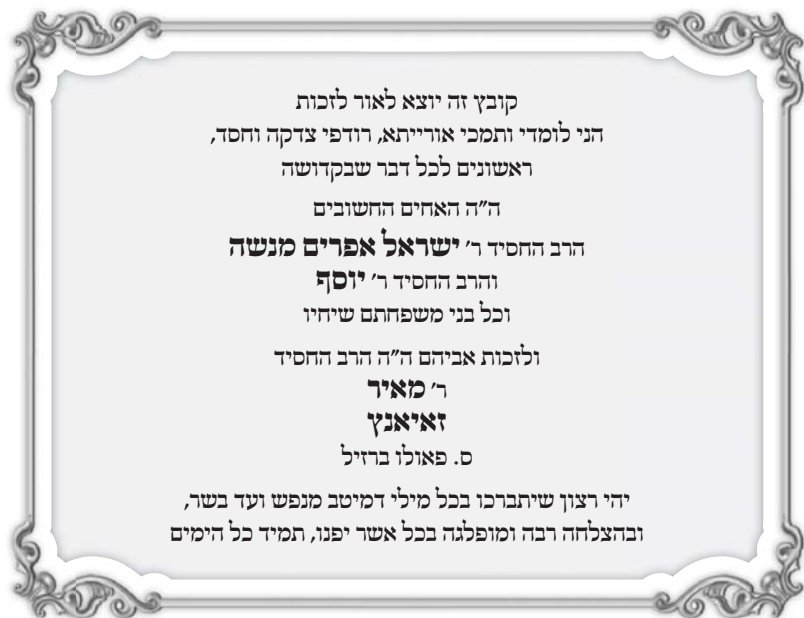 קובץ זה יוצא לאור לזכות
הני לומדי ותמכי אורייתא, רודפי צדקה וחסד,
ראשונים לכל דבר שבקדושה
ה״ה האחים החשובים
הרב החסיד ר׳ ישראל אפרים מנשה
והרב החסיד ר׳ יוסף
וכל בני משפחתם שיחיו
ולזכות אביהם ה״ה הרב החסיד
ר׳ מאיר
זאיאנץ
ס. פאולו ברזיל
יהי רצון שיתברכו בכל מילי דמיטב מנפש ועד בשר,
ובהצלחה רבה ומופלגה בכל אשר יפנו, תמיד כל הימים